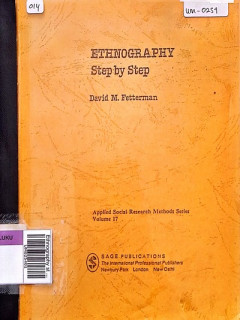 014
UM-0259
ETHNOGRAPHY
Step by Step
David M. Fetterman
Applied Social Research Methods Series
Volume 17
SAGE PUBLICATIONS
The International Professional Publishers
Newbury Park London New Delhi